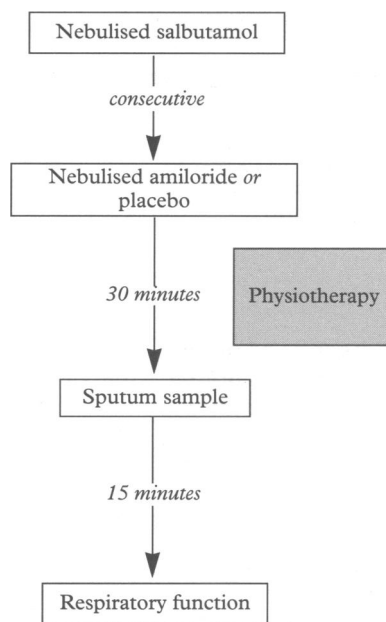 Nebulised salbutamol
consecutive
Nebulised amiloride or
placebo
30 minutes
Physiotherapy
Sputum sample
15 minutes
Respiratory function